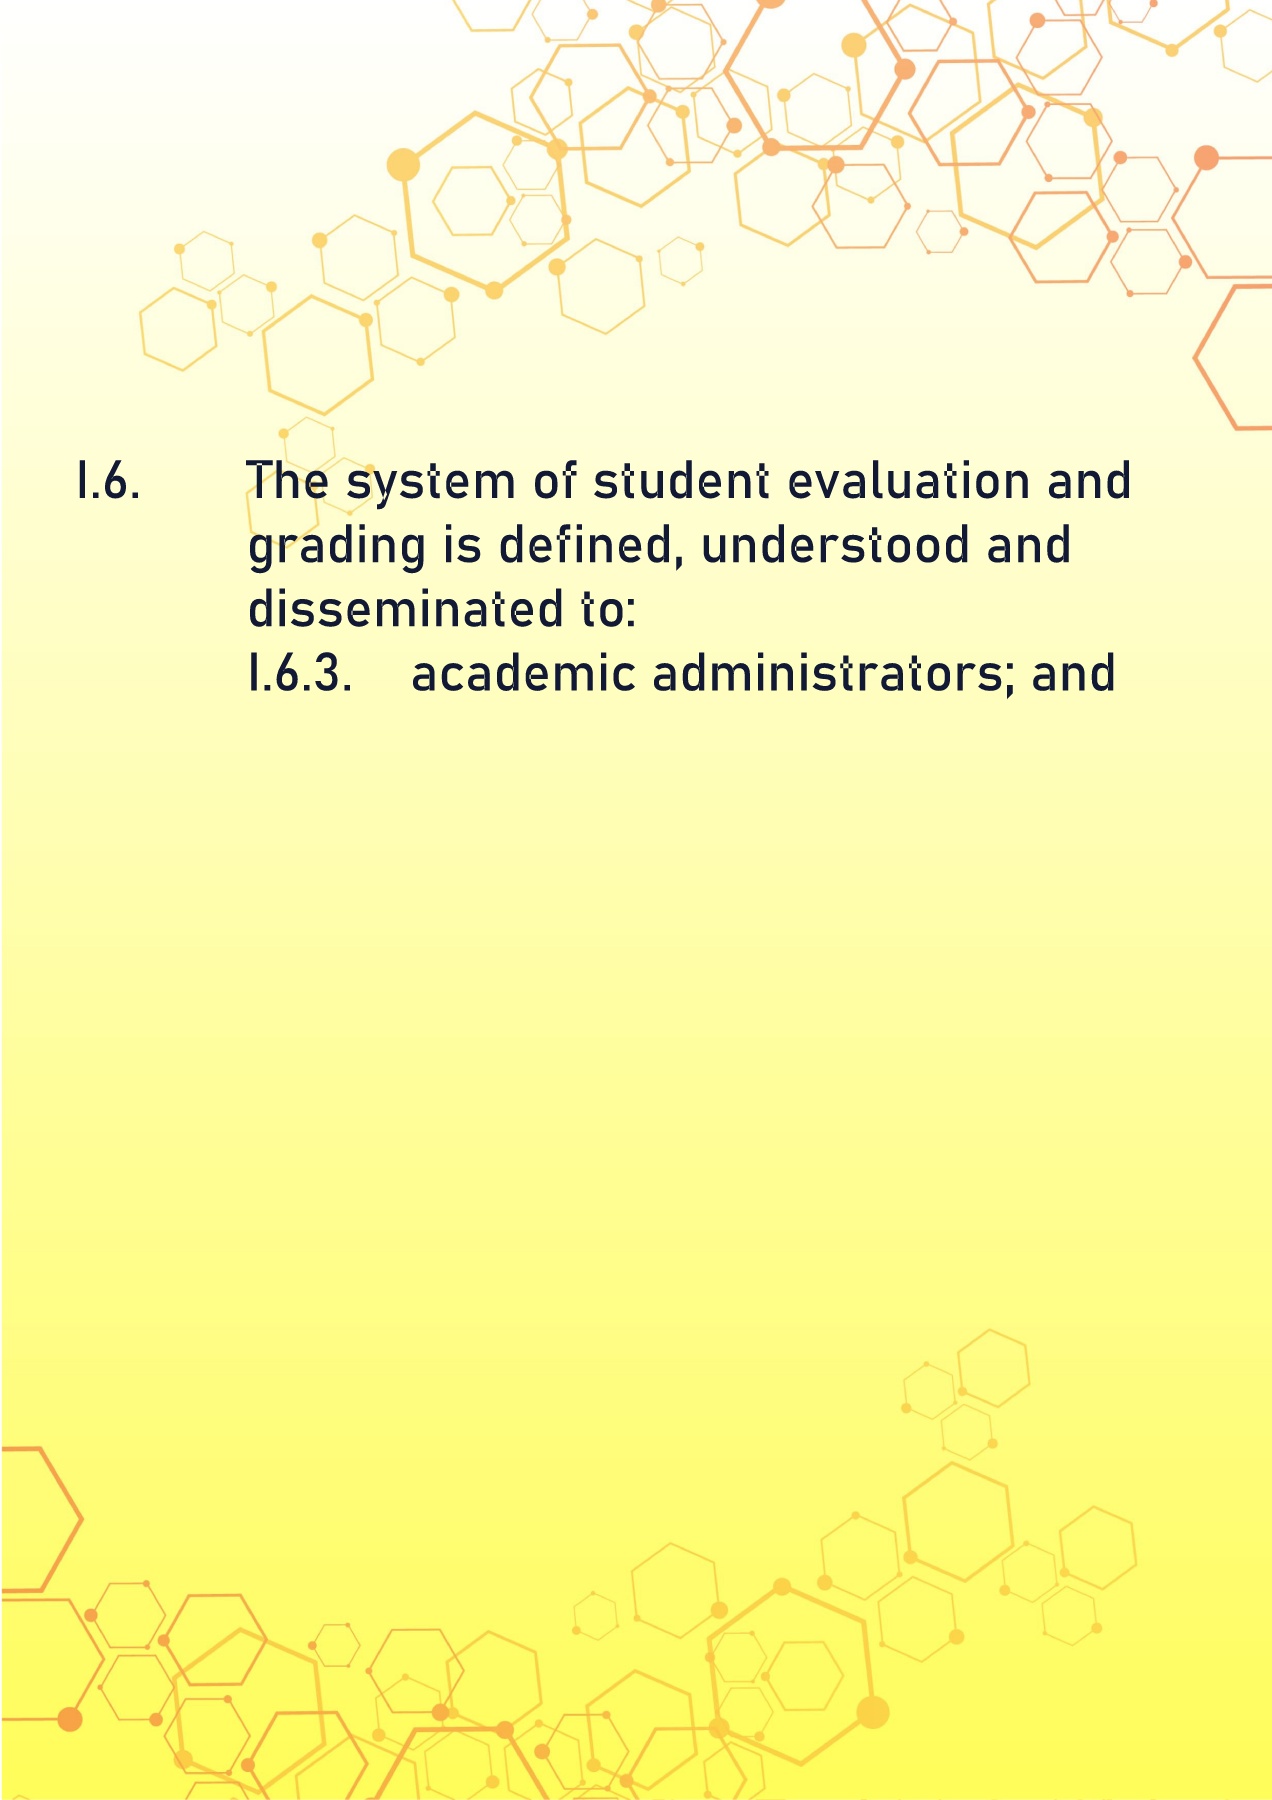 I.6. The system of student evaluation and
grading is defined, understood and
disseminated to:
I.6.3. academic administrators; and